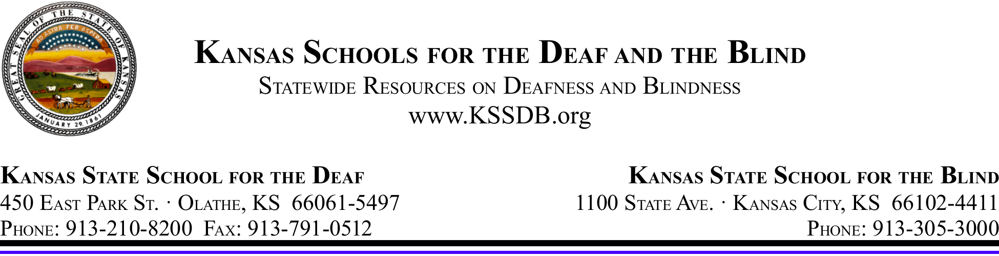 GREAT SEAL OF THE STATE OF KANSAS
AD ASTRA PER ASPERA
JANUARY 29, 1861
Kansas Schools for the Deaf and the Blind
Statewide Resources on Deafness and Blindness
www.KSSDB.org
Kansas State School for the Deaf
450 East Park St. · Olathe, KS 66061-5497
Phone: 913-210-8200 Fax: 913-791-0512
Kansas State School for the Blind
1100 State Ave. · Kansas City, KS 66102-4411
Phone: 913-305-3000